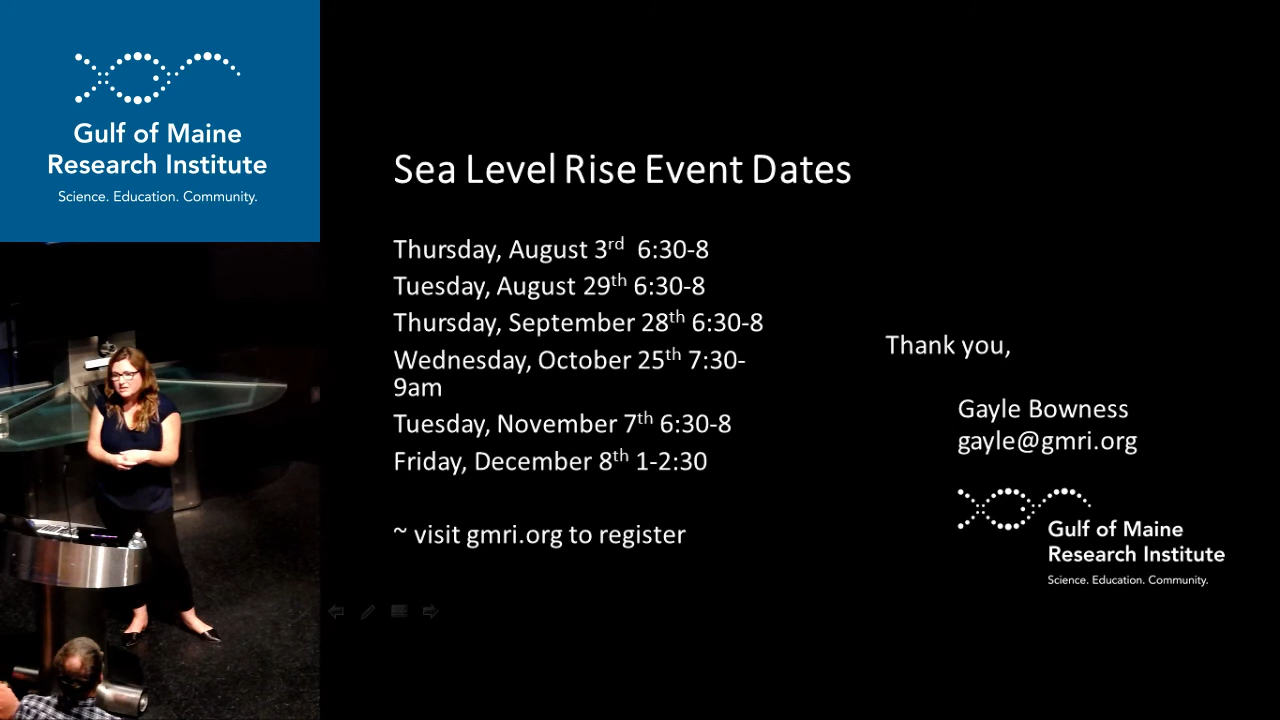 Gulf of Maine
Research Institute
Science. Education. Community.
Sea Level Rise Event Dates
Thursday, August 3rd 6:30-8
Tuesday, August 29th 6:30-8
Thursday, September 28th 6:30-8
Wednesday, October 25th 7:30-
9am
Tuesday, November 7th 6:30-8
Friday, December 8th 1-2:30
~ visit gmri.org to register
Thank you,
Gayle Bowness
gayle@gmri.org
Gulf of Maine
Research Institute
Science. Education. Community.